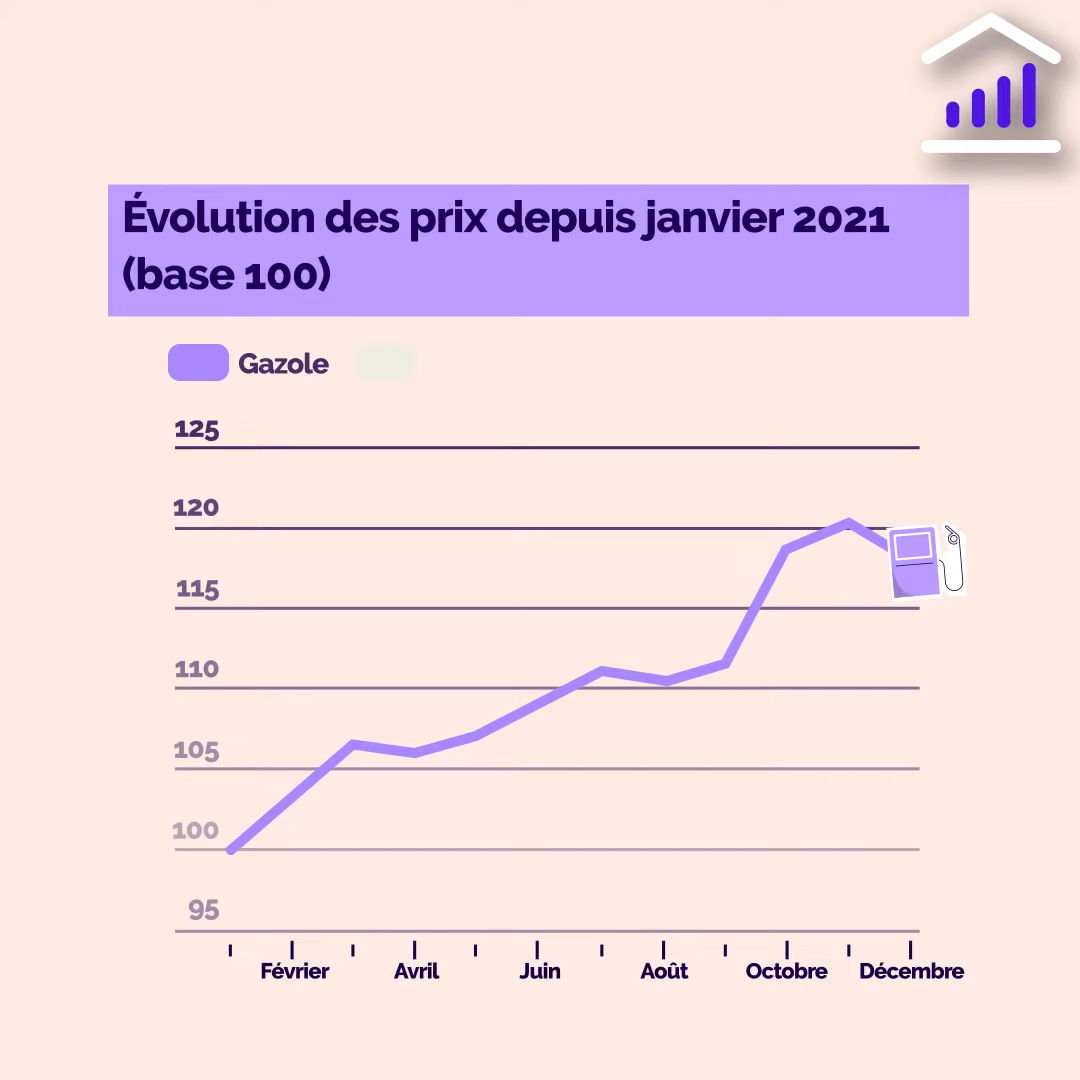 Évolution des prix depuis janvier 2021
(base 100)
Gazole
125
120
115
110
105
100
95
Février Avril Juin Août Octobre Décembre